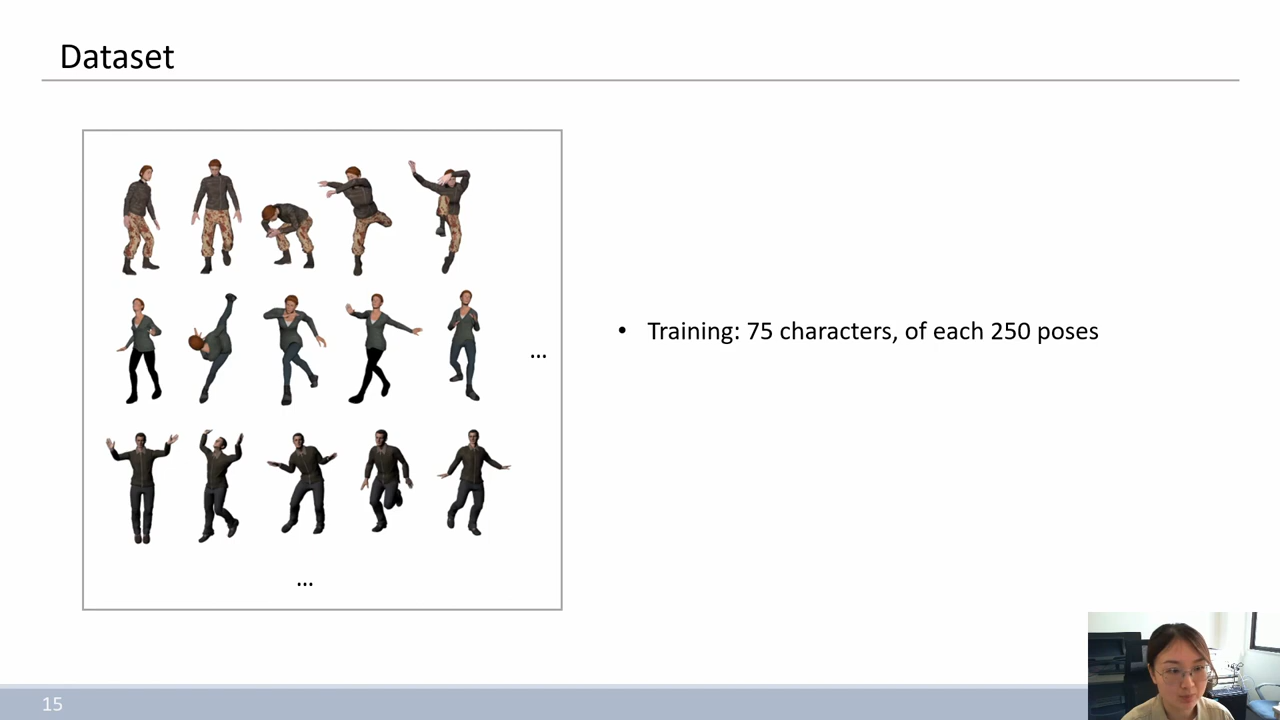 Dataset
...
• Training: 75 characters, of each 250 poses
...
15